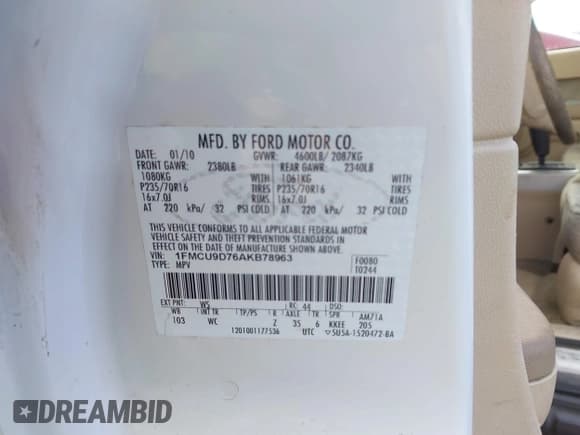 MFD. BY FORD MOTOR CO.
DATE: 01/10 GVWR: 4600LB/ 2087KG
FRONT GAWR: 2380LB REAR GAWR: 2340LB
1080KG WITH 1061KG WITH
P235/70R16 TIRES P235/70R16 TIRES
16x7.0J RIMS 16x7.0J RIMS
AT 220 kPa/ 32 PSI COLD AT 220 kPa/ 32 PSI COLD
THIS VEHICLE CONFORMS TO ALL APPLICABLE FEDERAL MOTOR
VEHICLE SAFETY AND THEFT PREVENTION STANDARDS IN
EFFECT ON THE DATE OF MANUFACTURE SHOWN ABOVE.
VIN: 1FMCU9D76AKB78963 F0080
TYPE: MPV T0244
EXT PNT: WS RC: 44 DSO:
WB INT TR TP/PS R AXLE TR SPR AM71A
103 WC Z 35 6 KKEE 205
1201001177536 UTC ▽5U5A-1520472-BA
DREAMBID